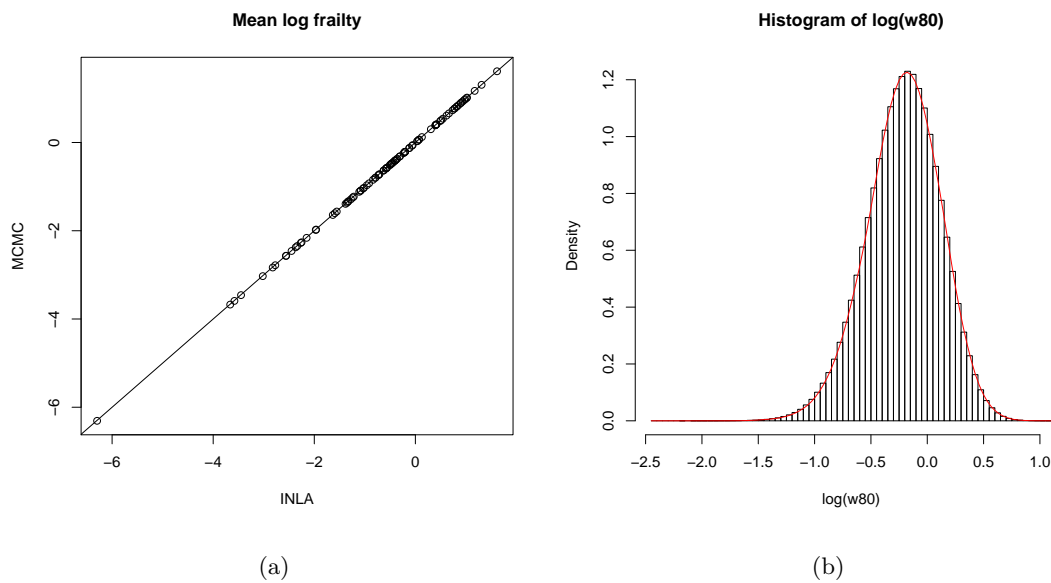 Mean log frailty
MCMC
0
−2
−4
−6
−6 −4 −2 0
INLA
(a)
Histogram of log(w80)
Density
1.2
1.0
0.8
0.6
0.4
0.2
0.0
−2.5 −2.0 −1.5 −1.0 −0.5 0.0 0.5 1.0
log(w80)
(b)